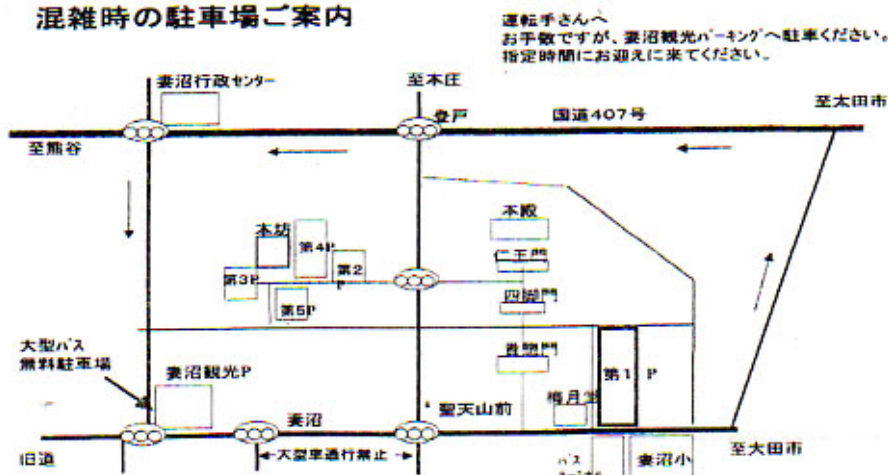 混雑時の駐車場ご案内
運転手さんへ
お手数ですが、妻沼観光パーキングへ駐車ください。
指定時間にお迎えに来てください。
妻沼行政センター
至本庄
至太田市
登戸
国道407号
至熊谷
本殿
本坊
第4P
仁王門
第3P
第2P
四脚門
第5P
貴惣門
大型バス
無料駐車場
第1P
妻沼観光P
梅月堂
聖天山前
妻沼
旧道
大型車通行禁止
バス
妻沼小
至大田市